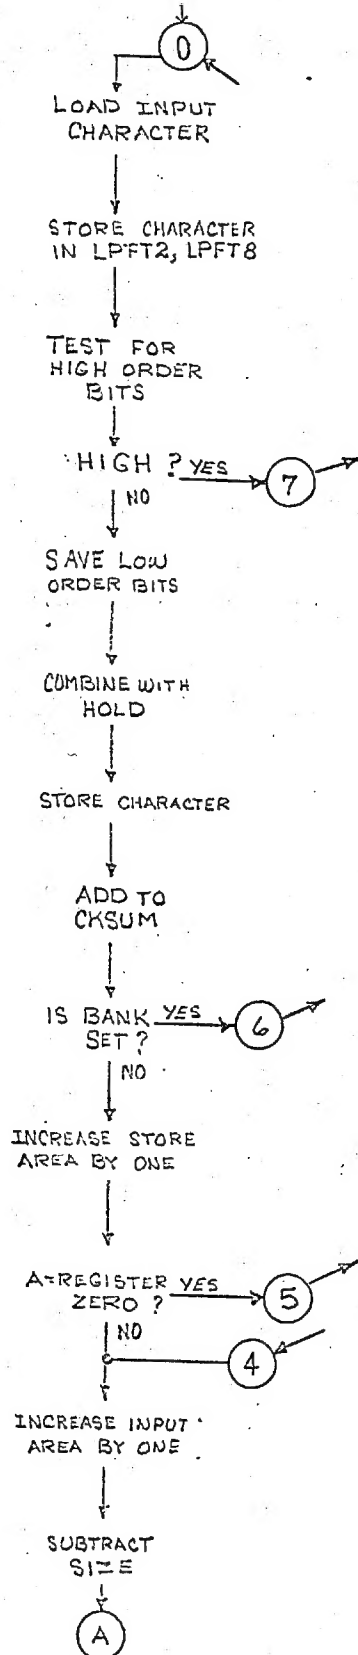 0
LOAD INPUT
CHARACTER
STORE CHARACTER
IN LPFT2, LPFT8
TEST FOR
HIGH ORDER
BITS
HIGH ? YES
7
NO
SAVE LOW
ORDER BITS
COMBINE WITH
HOLD
STORE CHARACTER
ADD TO
CKSUM
IS BANK YES
SET ?
6
NO
INCREASE STORE
AREA BY ONE
A-REGISTER YES
ZERO ?
5
NO
4
INCREASE INPUT
AREA BY ONE
SUBTRACT
SIZE
A